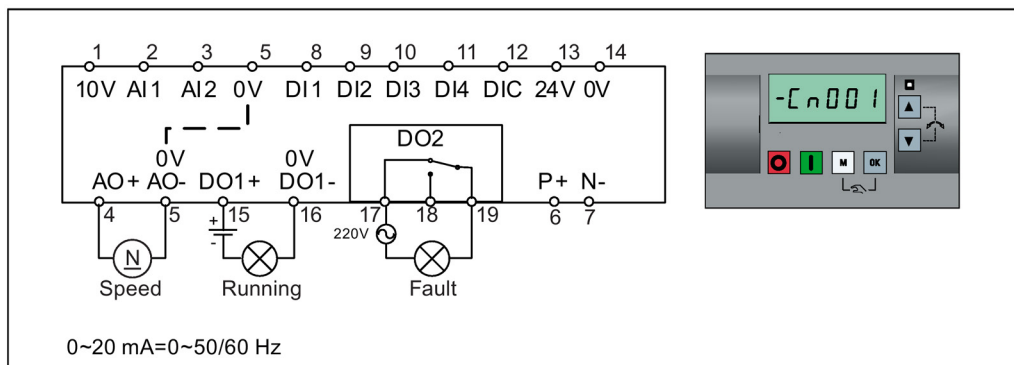 1 2 3 5 8 9 10 11 12 13 14
10V AI1 AI2 0V DI1 DI2 DI3 DI4 DIC 24V 0V
DO2
0V 0V
AO+ AO- DO1+ DO1- P+ N-
4 5 15 16 17 18 19 6 7
+
-
220V
N
Speed Running Fault
0~20 mA=0~50/60 Hz
-Cn001
M OK